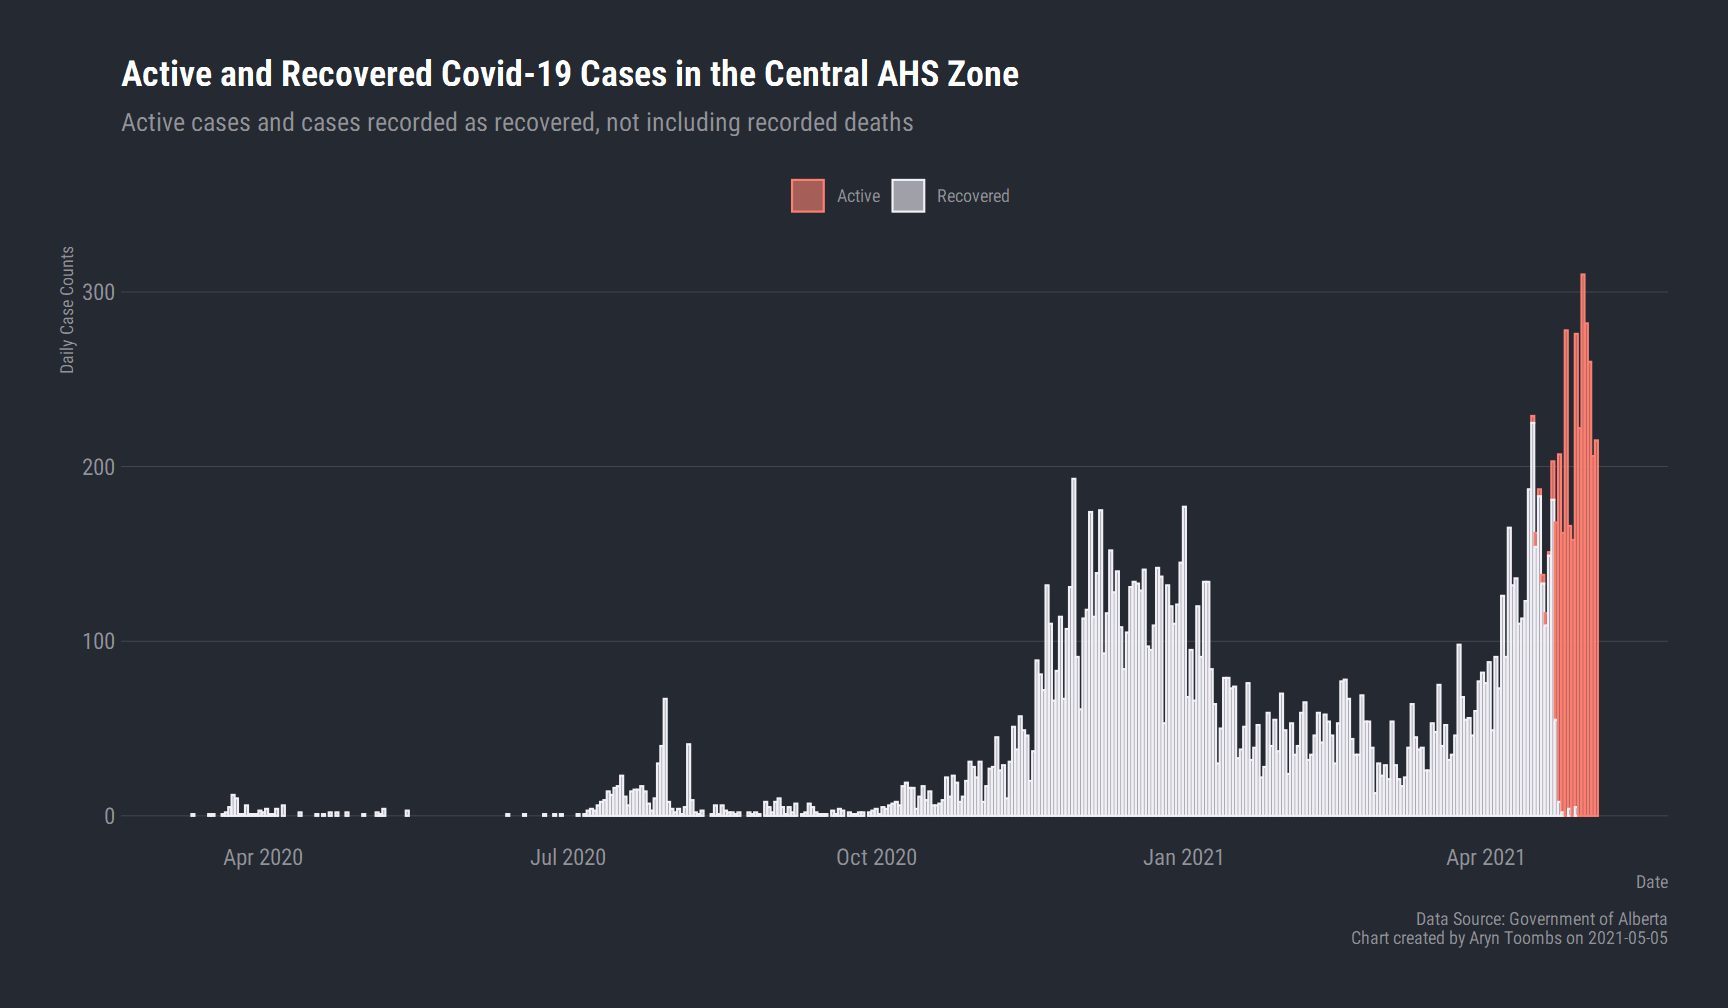 Active and Recovered Covid-19 Cases in the Central AHS Zone
Active cases and cases recorded as recovered, not including recorded deaths
Active
Recovered
Daily Case Counts
300
200
100
0
Apr 2020
Jul 2020
Oct 2020
Jan 2021
Apr 2021
Date
Data Source: Government of Alberta
Chart created by Aryn Toombs on 2021-05-05